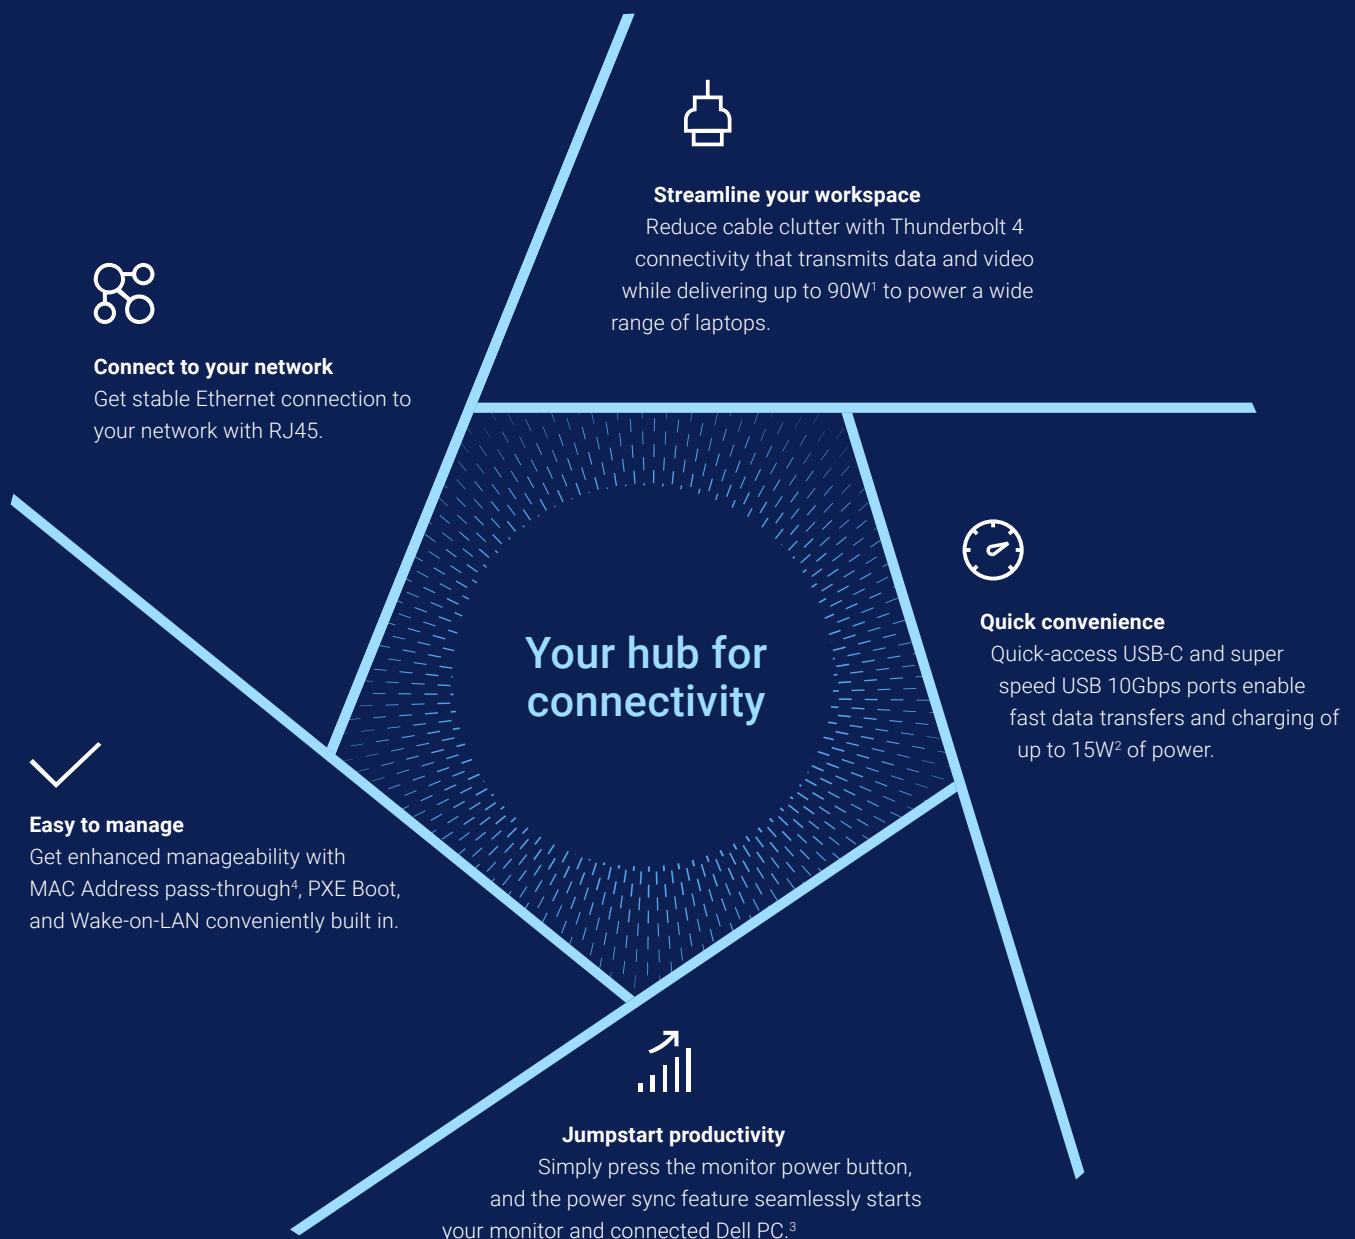 Streamline your workspace
Reduce cable clutter with Thunderbolt 4
connectivity that transmits data and video
while delivering up to 90W¹ to power a wide
range of laptops.
Connect to your network
Get stable Ethernet connection to
your network with RJ45.
Your hub for
connectivity
Quick convenience
Quick-access USB-C and super
speed USB 10Gbps ports enable
fast data transfers and charging of
up to 15W² of power.
Easy to manage
Get enhanced manageability with
MAC Address pass-through⁴, PXE Boot,
and Wake-on-LAN conveniently built in.
Jumpstart productivity
Simply press the monitor power button,
and the power sync feature seamlessly starts
your monitor and connected Dell PC.³